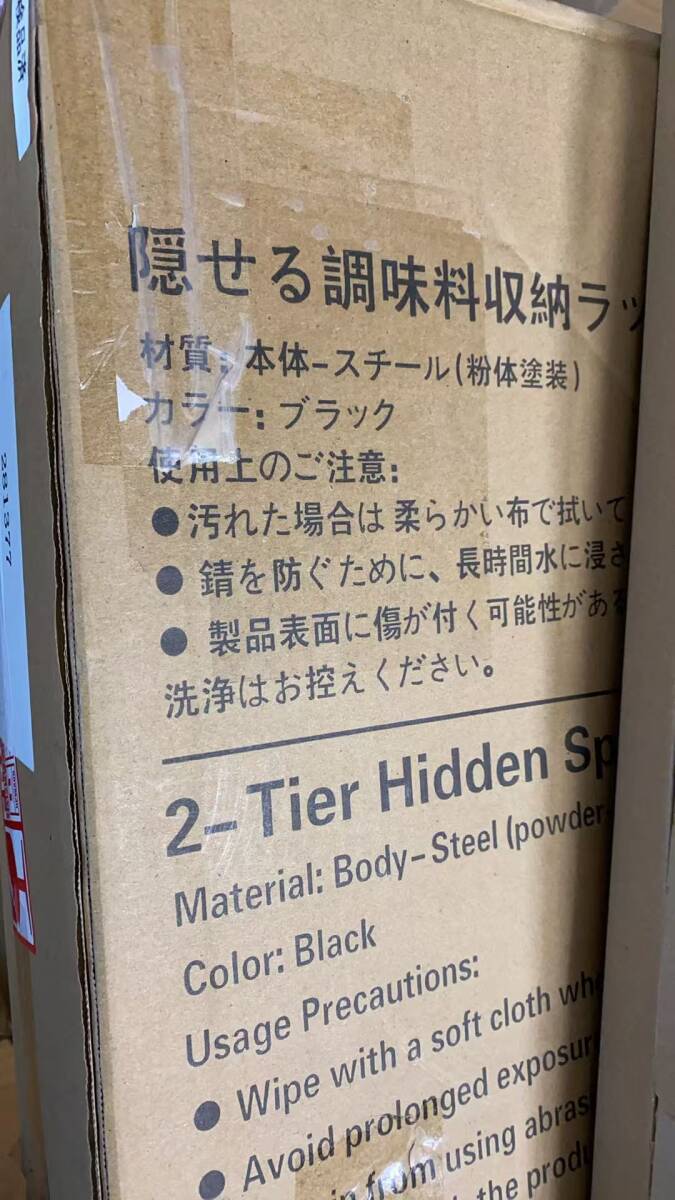 検品済
281377
隠せる調味料収納ラッ
材質: 本体-スチール(粉体塗装)
カラー: ブラック
使用上のご注意:
● 汚れた場合は 柔らかい布で拭いて
● 錆を防ぐために、長時間水に浸さ
● 製品表面に傷が付く可能性がある
洗浄はお控えください。
2-Tier Hidden Sp
Material: Body-Steel (powder-
Color: Black
Usage Precautions:
● Wipe with a soft cloth whe
● Avoid prolonged exposur
from using abras
the produ